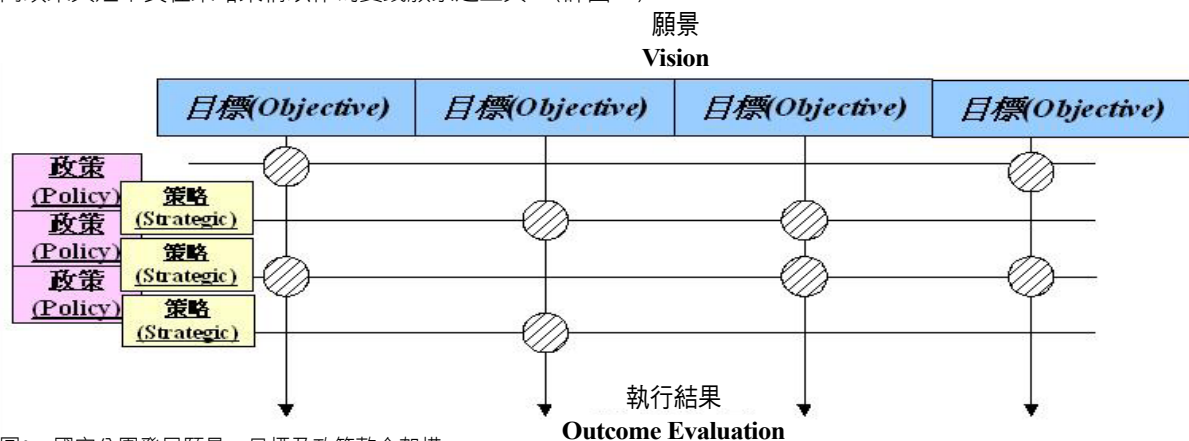 願景
Vision
目標(Objective)
目標(Objective)
目標(Objective)
目標(Objective)
政策
(Policy)
策略
(Strategic)
政策
(Policy)
策略
(Strategic)
政策
(Policy)
策略
(Strategic)
執行結果
Outcome Evaluation